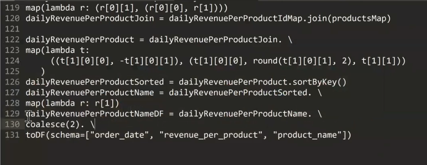 119 map(lambda r: (r[0][1], (r[0][0], r[1])))
120 dailyRevenuePerProductJoin = dailyRevenuePerProductIdMap.join(productsMap)
121
122 dailyRevenuePerProduct = dailyRevenuePerProductJoin. \
123 map(lambda t:
124 ((t[1][0][0], -t[1][0][1]), (t[1][0][0], round(t[1][0][1], 2), t[1][1]))
125 )
126 dailyRevenuePerProductSorted = dailyRevenuePerProduct.sortByKey()
127 dailyRevenuePerProductName = dailyRevenuePerProductSorted. \
128 map(lambda r: r[1])
129 dailyRevenuePerProductNameDF = dailyRevenuePerProductName. \
130 coalesce(2). \
131 toDF(schema=["order_date", "revenue_per_product", "product_name"])